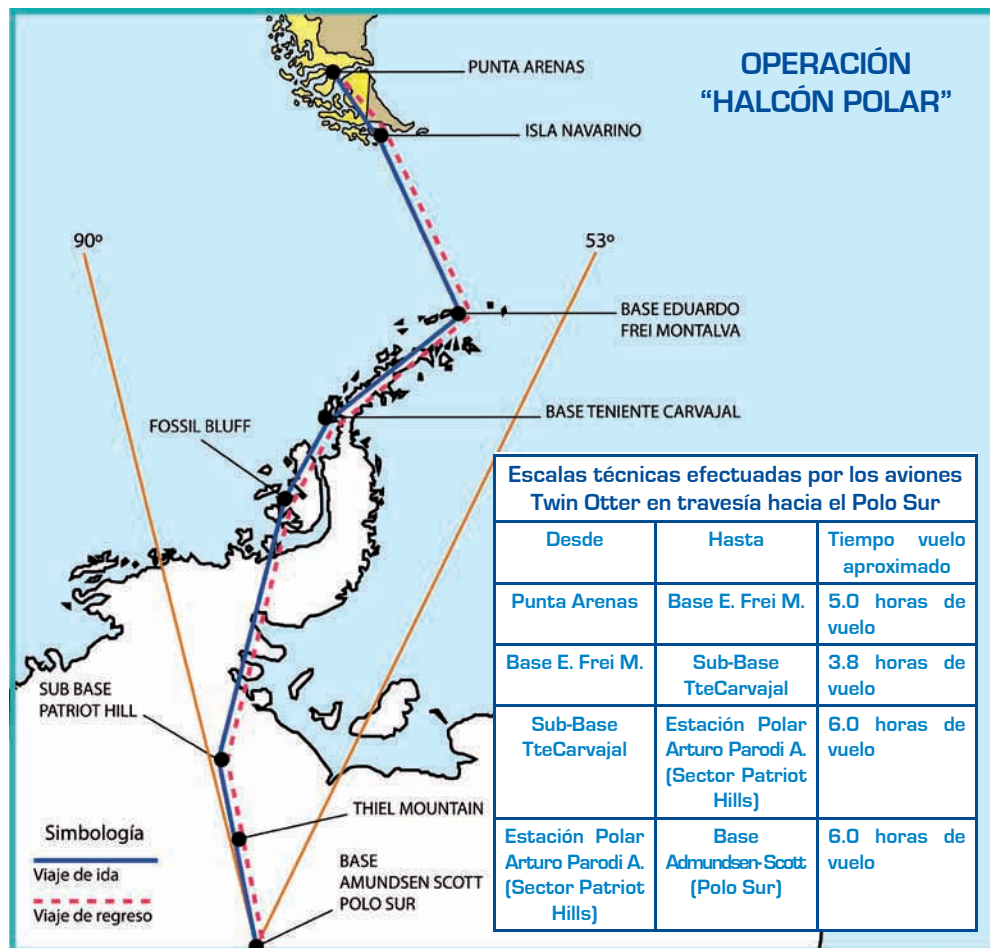 OPERACIÓN
“HALCÓN POLAR”
PUNTA ARENAS
ISLA NAVARINO
90º
53º
BASE EDUARDO
FREI MONTALVA
BASE TENIENTE CARVAJAL
FOSSIL BLUFF
SUB BASE
PATRIOT HILL
THIEL MOUNTAIN
BASE
AMUNDSEN SCOTT
POLO SUR
Simbología
Viaje de ida
Viaje de regreso
Escalas técnicas efectuadas por los aviones
Twin Otter en travesía hacia el Polo Sur
Desde
Hasta
Tiempo vuelo
aproximado
Punta Arenas
Base E. Frei M.
5.0 horas de
vuelo
Base E. Frei M.
Sub-Base
TteCarvajal
3.8 horas de
vuelo
Sub-Base
TteCarvajal
Estación Polar
Arturo Parodi A.
(Sector Patriot
Hills)
6.0 horas de
vuelo
Estación Polar
Arturo Parodi A.
(Sector Patriot
Hills)
Base
Admundsen-Scott
(Polo Sur)
6.0 horas de
vuelo